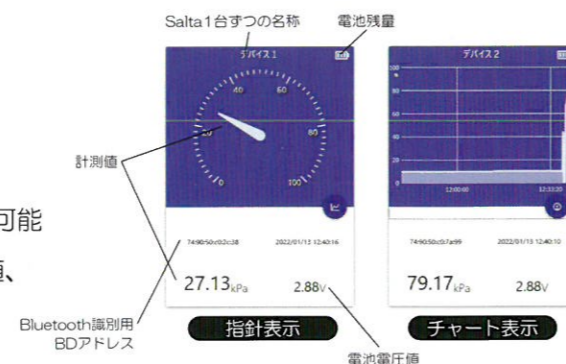 Salta1台ずつの名称
電池残量
デバイス1
40
60
20
80
0
100
計測値
74:90:50:c0:2c:38
2022/01/13 12:40:16
27.13kPa
2.88V
Bluetooth識別用
BDアドレス
指針表示
電池電圧値
デバイス2
100
80
60
40
20
0
12:00:00
12:33:20
74:90:50:c0:7a:99
2022/01/13 12:40:10
79.17kPa
2.88V
チャート表示
可能